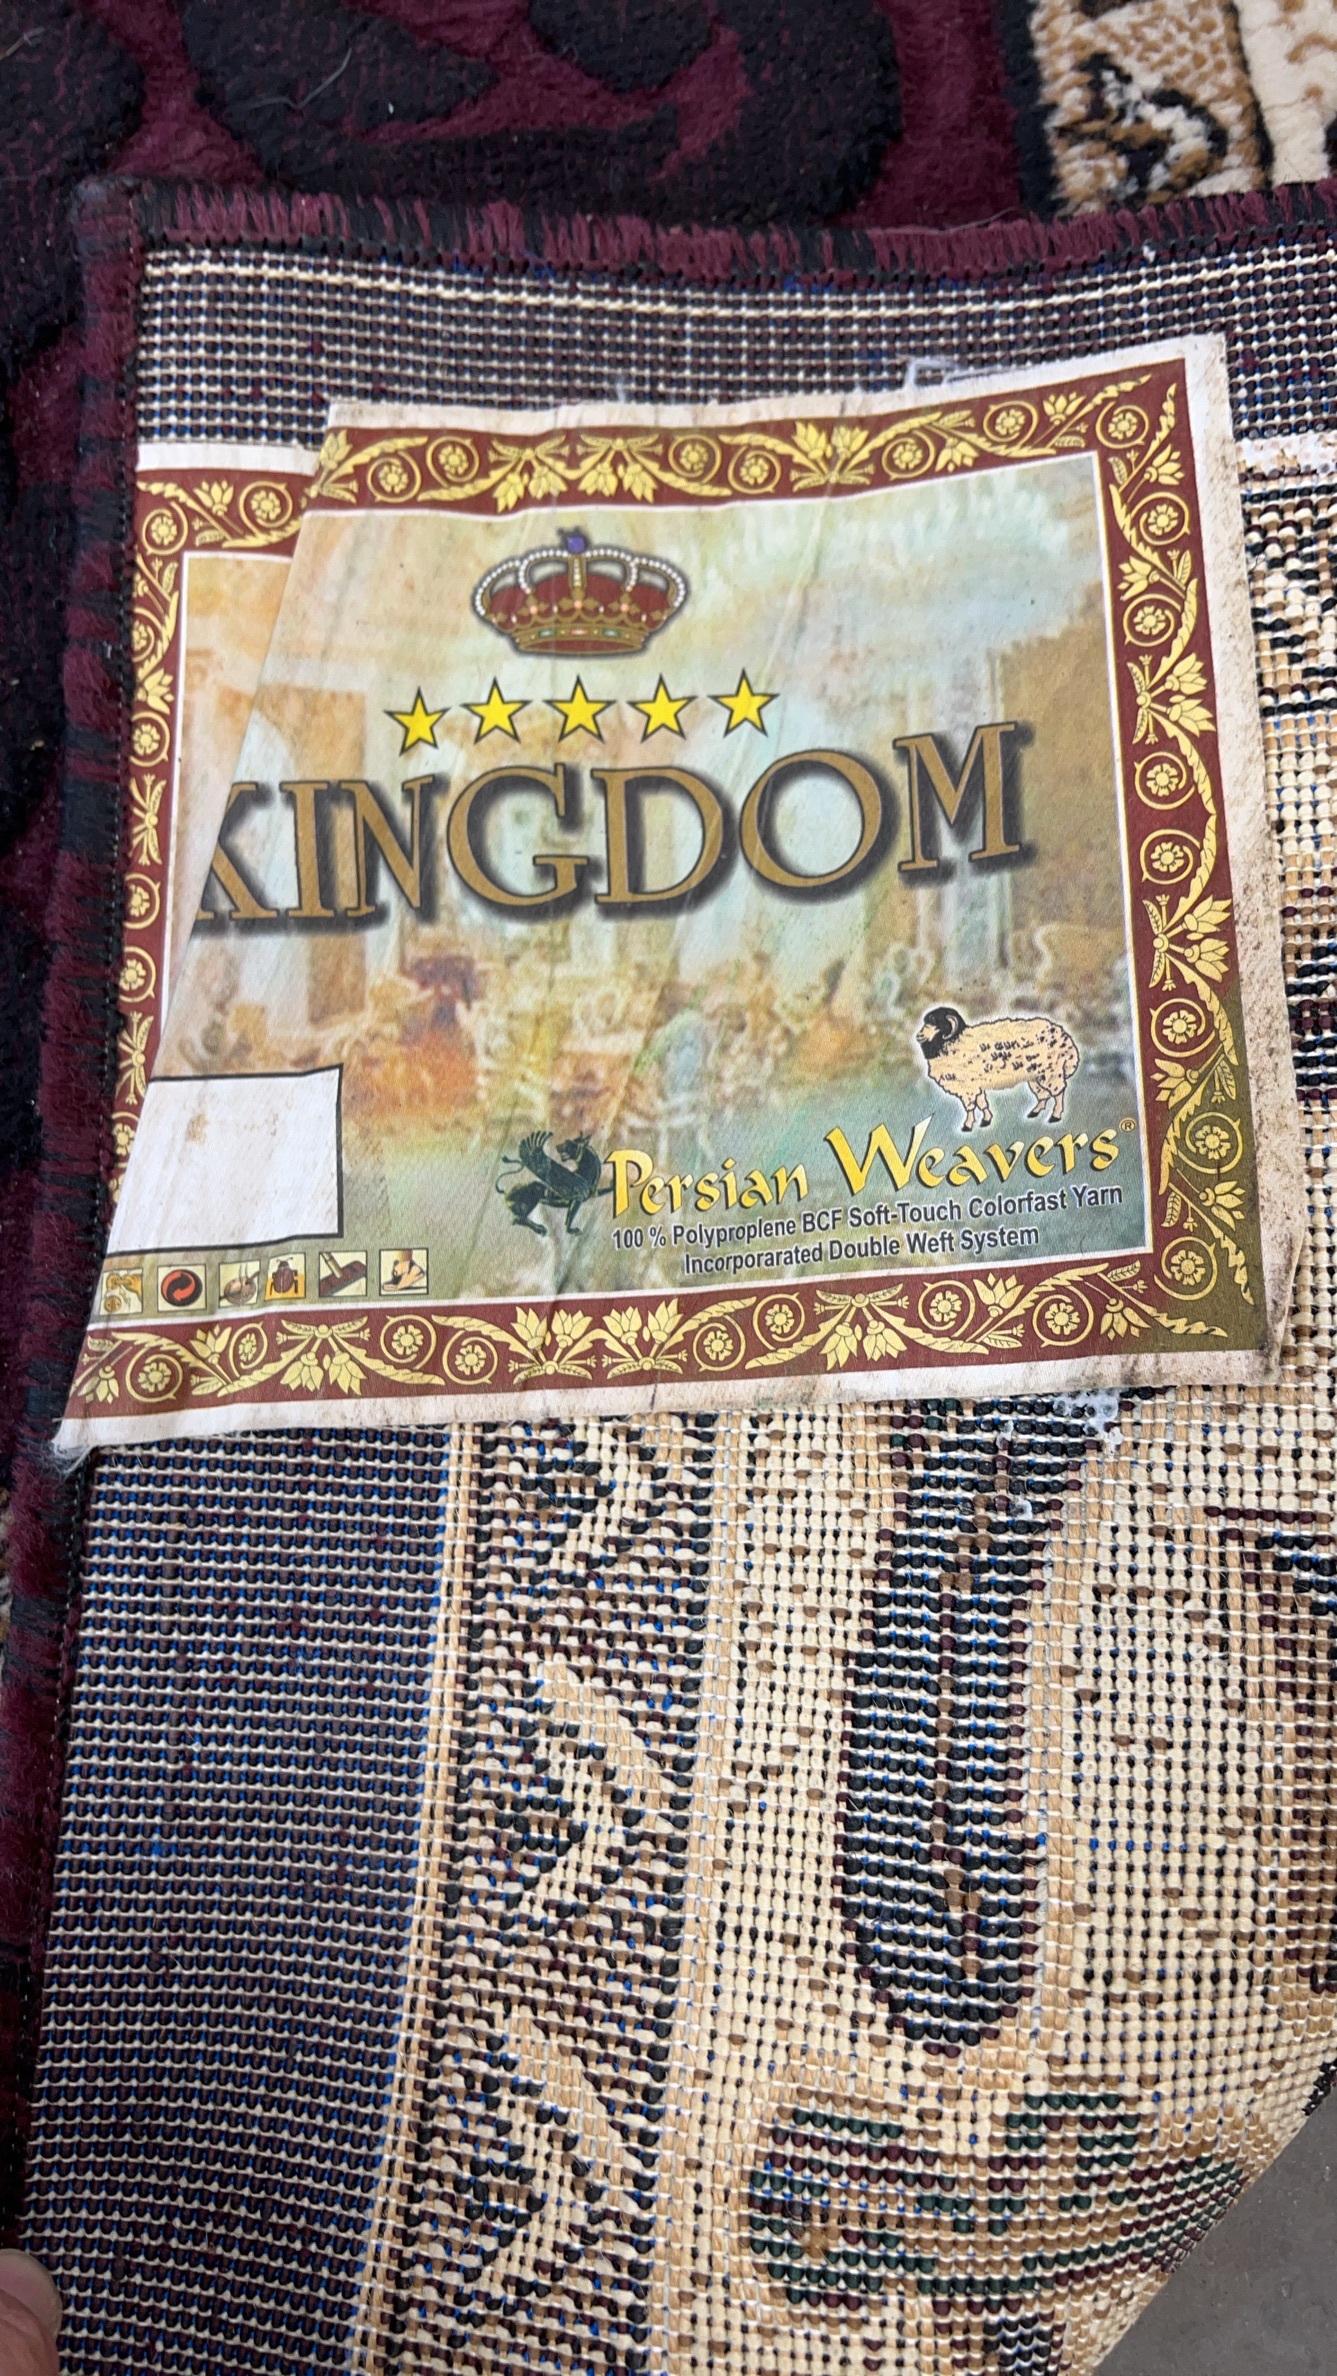 KINGDOM
Persian Weavers®
100 % Polyproplene BCF Soft-Touch Colorfast Yarn
Incorporarated Double Weft System